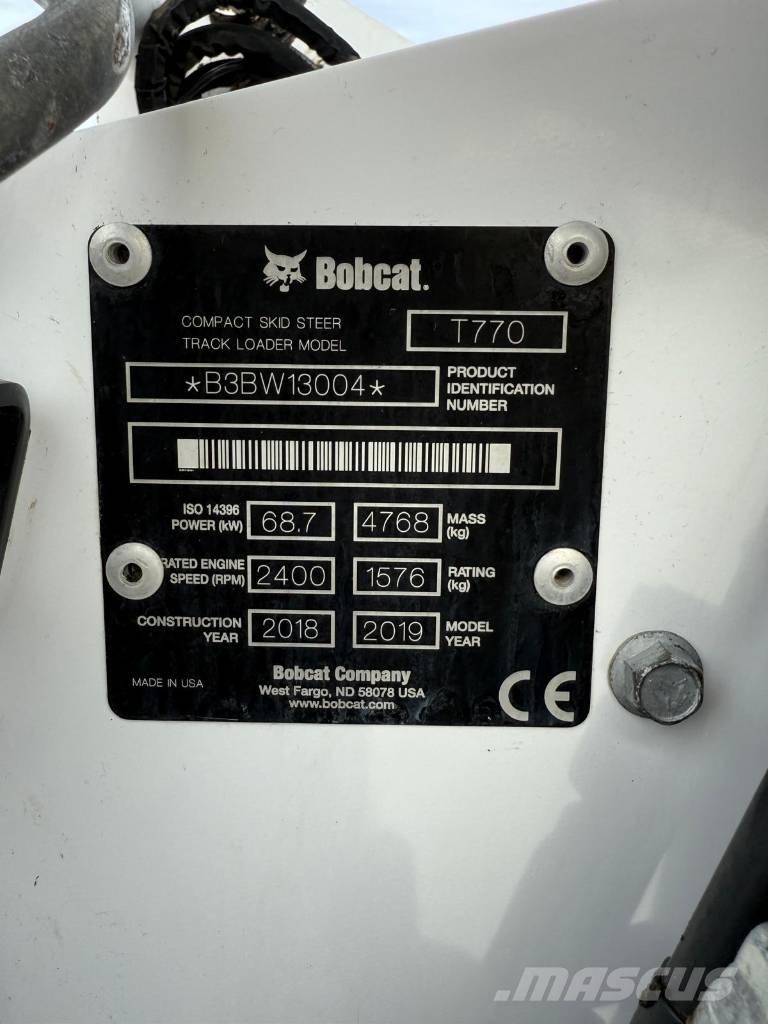 Bobcat.
COMPACT SKID STEER
TRACK LOADER MODEL
T770
*B3BW13004*
PRODUCT
IDENTIFICATION
NUMBER
ISO 14396
POWER (kW)
68.7
4768
MASS
(kg)
RATED ENGINE
SPEED (RPM)
2400
1576
RATING
(kg)
CONSTRUCTION
YEAR
2018
2019
MODEL
YEAR
MADE IN USA
Bobcat Company
West Fargo, ND 58078 USA
www.bobcat.com
CE
MASCUS